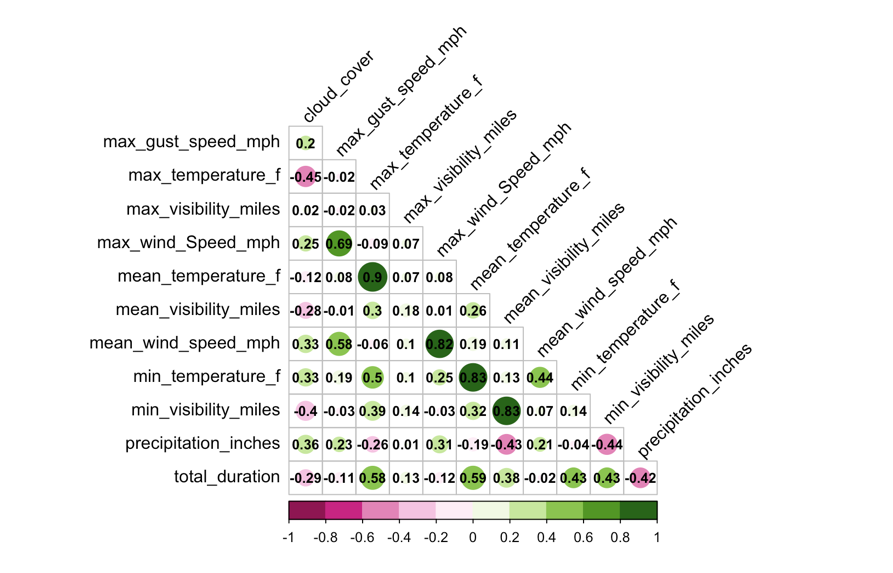 cloud_cover
max_gust_speed_mph
max_temperature_f
max_visibility_miles
max_wind_Speed_mph
mean_temperature_f
mean_visibility_miles
mean_wind_speed_mph
min_temperature_f
min_visibility_miles
precipitation_inches
max_gust_speed_mph 0.2
max_temperature_f -0.45 -0.02
max_visibility_miles 0.02 -0.02 0.03
max_wind_Speed_mph 0.25 0.69 -0.09 0.07
mean_temperature_f -0.12 0.08 0.9 0.07 0.08
mean_visibility_miles -0.28 -0.01 0.3 0.18 0.01 0.26
mean_wind_speed_mph 0.33 0.58 -0.06 0.1 0.82 0.19 0.11
min_temperature_f 0.33 0.19 0.5 0.1 0.25 0.83 0.13 0.44
min_visibility_miles -0.4 -0.03 0.39 0.14 -0.03 0.32 0.83 0.07 0.14
precipitation_inches 0.36 0.23 -0.26 0.01 0.31 -0.19 -0.43 0.21 -0.04 -0.44
total_duration -0.29 -0.11 0.58 0.13 -0.12 0.59 0.38 -0.02 0.43 0.43 -0.42
-1 -0.8 -0.6 -0.4 -0.2 0 0.2 0.4 0.6 0.8 1